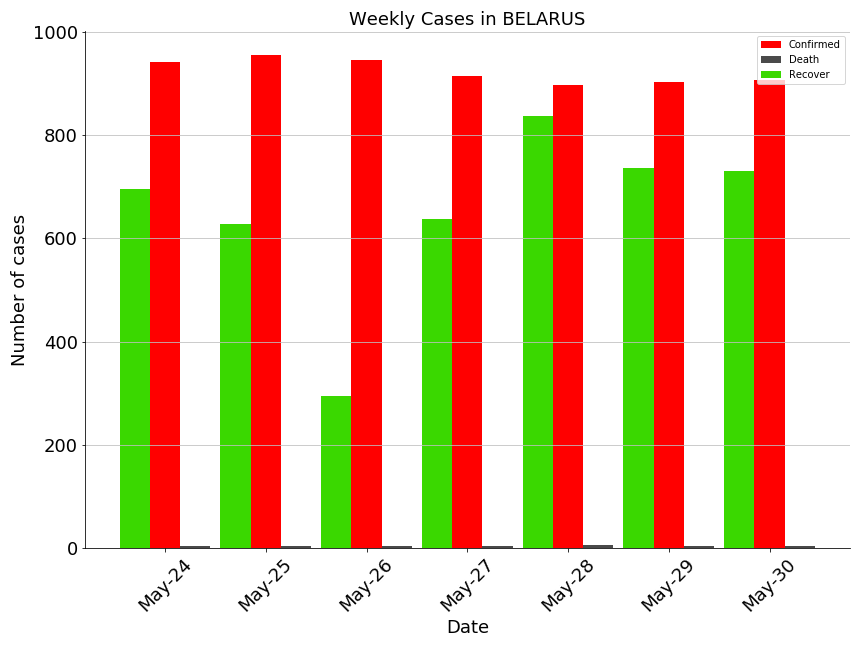 Weekly Cases in BELARUS
Confirmed
Death
Recover
Number of cases
1000
800
600
400
200
0
May-24
May-25
May-26
May-27
May-28
May-29
May-30
Date